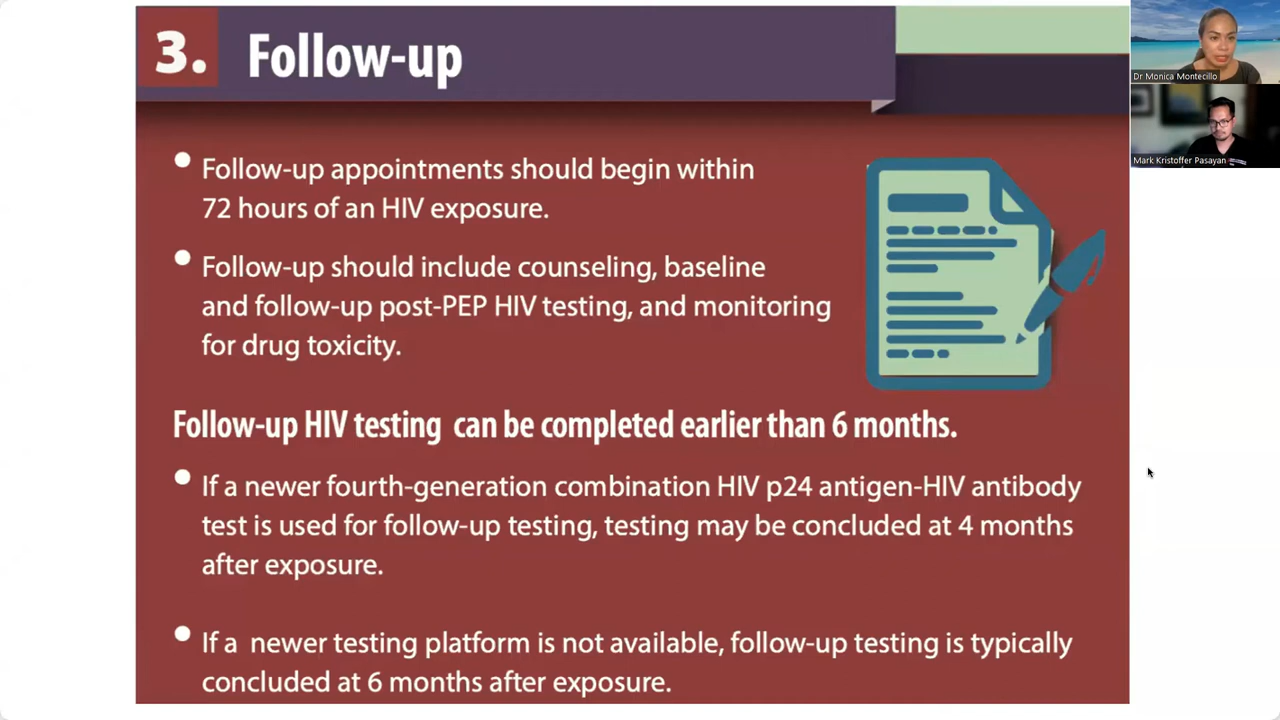 3. Follow-up
Follow-up appointments should begin within
72 hours of an HIV exposure.
Follow-up should include counseling, baseline
and follow-up post-PEP HIV testing, and monitoring
for drug toxicity.
Follow-up HIV testing can be completed earlier than 6 months.
If a newer fourth-generation combination HIV p24 antigen-HIV antibody
test is used for follow-up testing, testing may be concluded at 4 months
after exposure.
If a newer testing platform is not available, follow-up testing is typically
concluded at 6 months after exposure.
Dr Monica Montecillo
Mark Kristoffer Pasayan